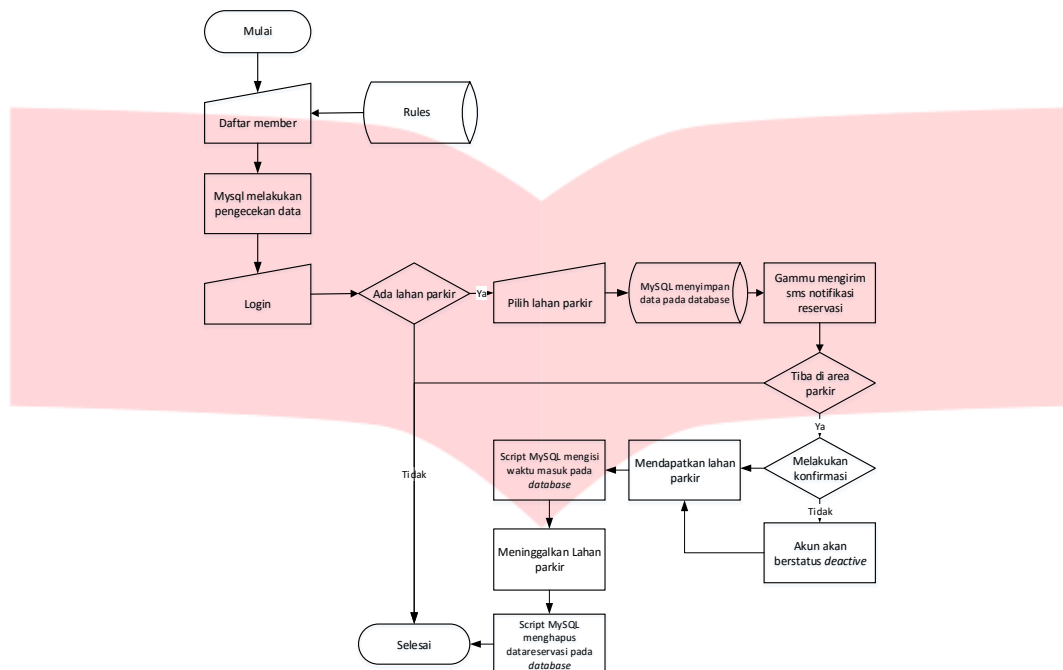 Mulai
Daftar member
Rules
Mysql melakukan
pengecekan data
Login
Ada lahan parkir
Ya
Pilih lahan parkir
MySQL menyimpan
data pada database
Gammu mengirim
sms notifikasi
reservasi
Tiba di area
parkir
Ya
Melakukan
konfirmasi
Mendapatkan lahan
parkir
Script MySQL mengisi
waktu masuk pada
database
Tidak
Tidak
Akun akan
berstatus deactive
Meninggalkan Lahan
parkir
Script MySQL
menghapus
datareservasi pada
database
Selesai